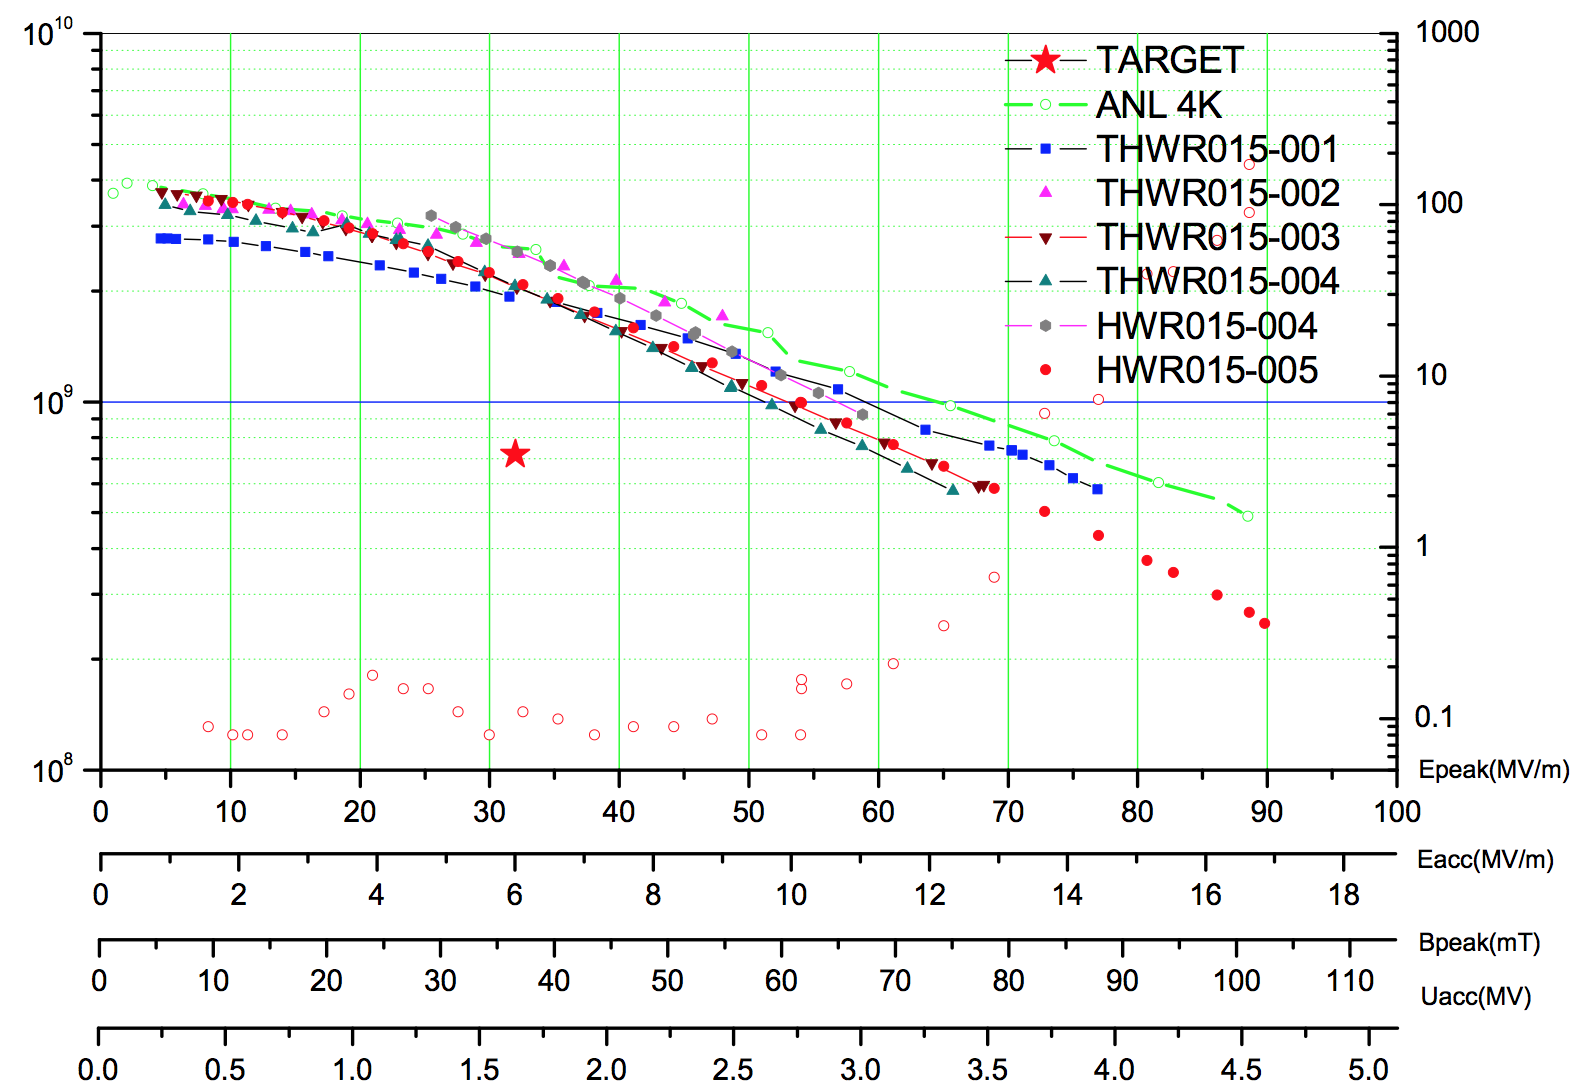 10^10
1000
TARGET
ANL 4K
THWR015-001
THWR015-002
100
THWR015-003
THWR015-004
HWR015-004
HWR015-005
10
10^9
1
0.1
10^8
Epeak(MV/m)
0 10 20 30 40 50 60 70 80 90 100
Eacc(MV/m)
0 2 4 6 8 10 12 14 16 18
Bpeak(mT)
0 10 20 30 40 50 60 70 80 90 100 110
Uacc(MV)
0.0 0.5 1.0 1.5 2.0 2.5 3.0 3.5 4.0 4.5 5.0